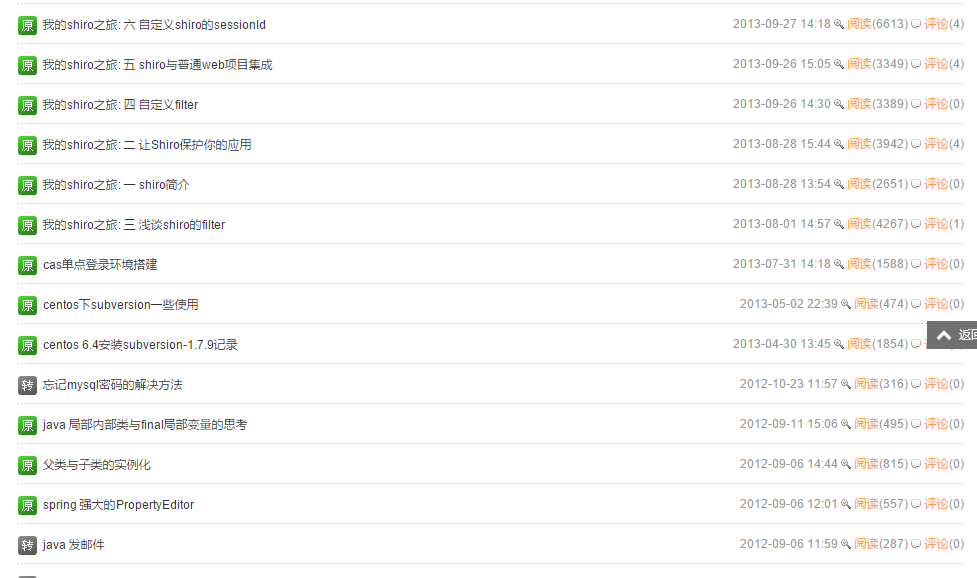 原 我的shiro之旅: 六 自定义shiro的sessionId 2013-09-27 14:18 阅读(6613) 评论(4)
原 我的shiro之旅: 五 shiro与普通web项目集成 2013-09-26 15:05 阅读(3349) 评论(4)
原 我的shiro之旅: 四 自定义filter 2013-09-26 14:30 阅读(3389) 评论(0)
原 我的shiro之旅: 二 让Shiro保护你的应用 2013-08-28 15:44 阅读(3942) 评论(4)
原 我的shiro之旅: 一 shiro简介 2013-08-28 13:54 阅读(2651) 评论(0)
原 我的shiro之旅: 三 浅谈shiro的filter 2013-08-01 14:57 阅读(4267) 评论(1)
原 cas单点登录环境搭建 2013-07-31 14:18 阅读(1588) 评论(0)
原 centos下subversion一些使用 2013-05-02 22:39 阅读(474) 评论(0)
返回
原 centos 6.4安装subversion-1.7.9记录 2013-04-30 13:45 阅读(1854)
转 忘记mysql密码的解决方法 2012-10-23 11:57 阅读(316) 评论(0)
原 java 局部内部类与final局部变量的思考 2012-09-11 15:06 阅读(495) 评论(0)
原 父类与子类的实例化 2012-09-06 14:44 阅读(815) 评论(0)
原 spring 强大的PropertyEditor 2012-09-06 12:01 阅读(557) 评论(0)
转 java 发邮件 2012-09-06 11:59 阅读(287) 评论(0)